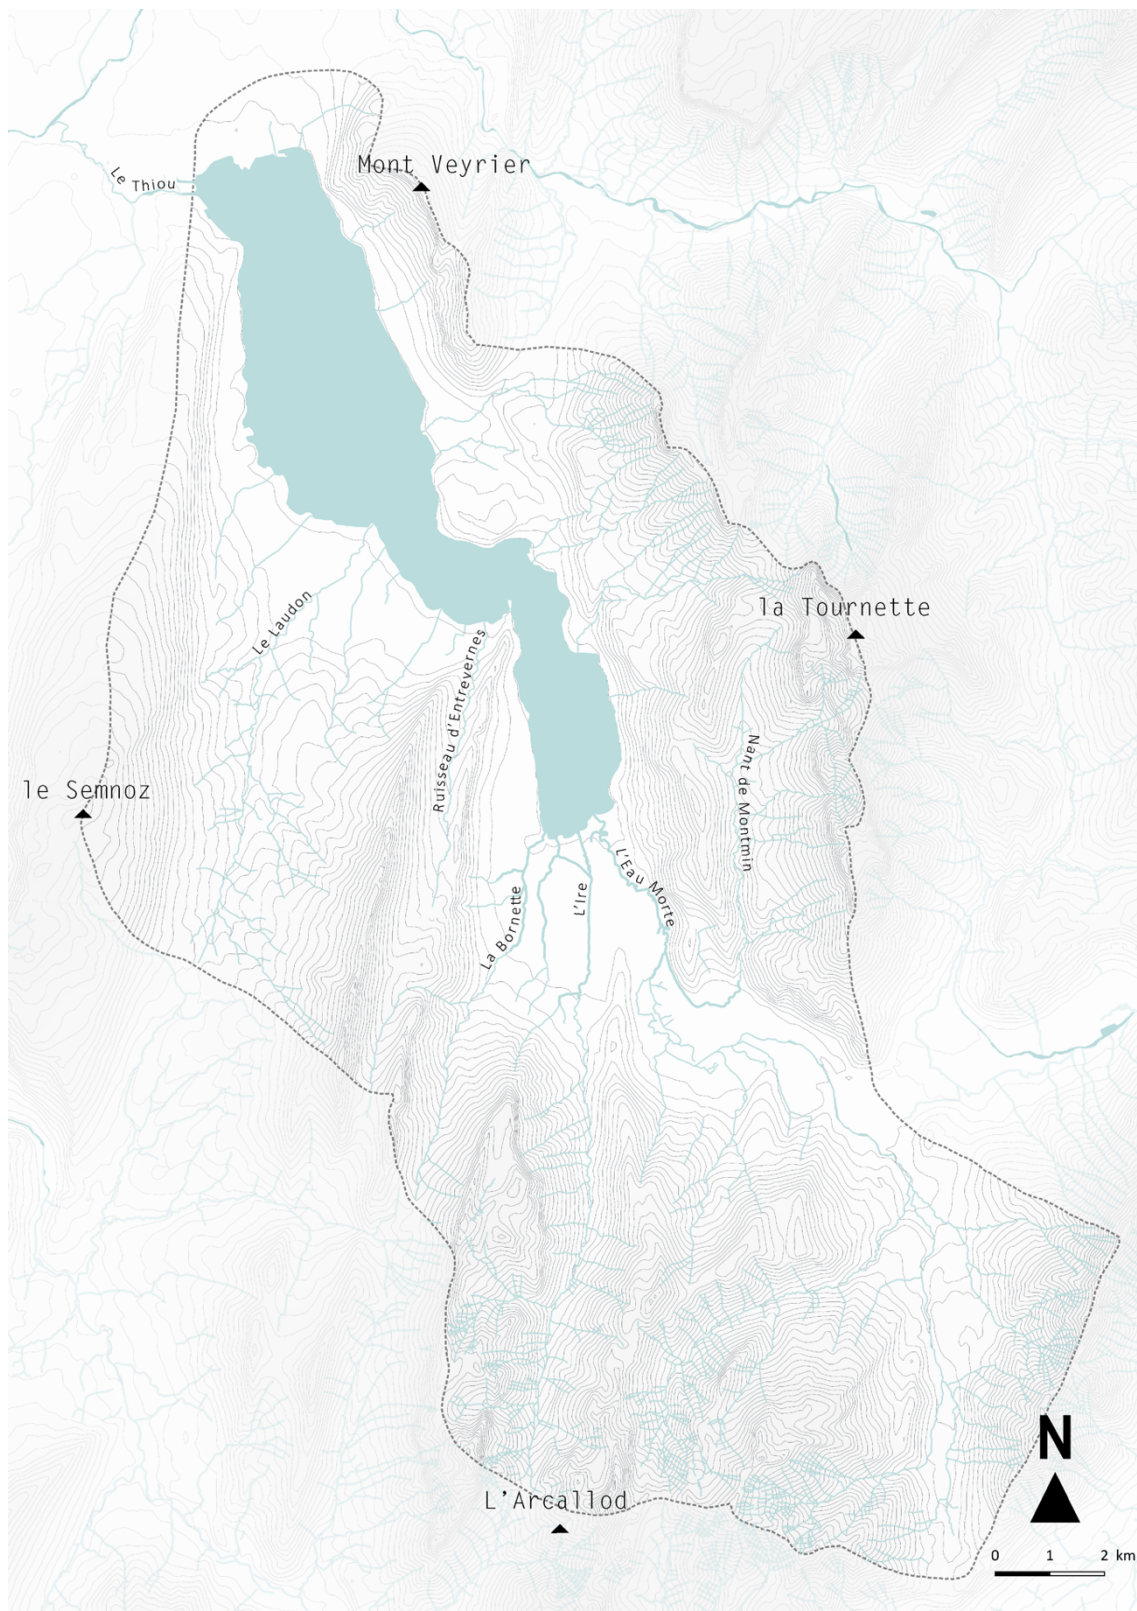 Mont Veyrier
Le Thiou
la Tournette
Le Laudon
Ruisseau d'Entrevernes
Nant de Montmin
le Semnoz
L'Eau Morte
L'Ire
La Bornette
N
L'Arcallod
0 1 2 km